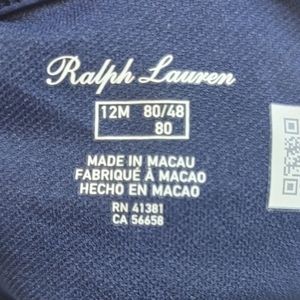 Ralph Lauren
12M 80/48
80
MADE IN MACAU
FABRIQUÉ À MACAO
HECHO EN MACAO
RN 41381
CA 56658